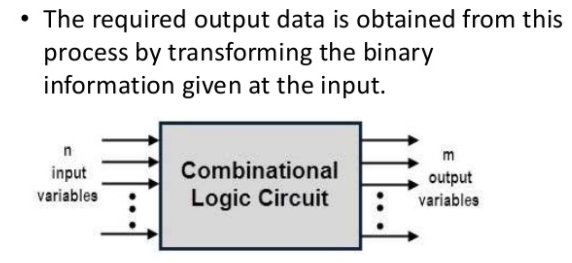 • The required output data is obtained from this
process by transforming the binary
information given at the input.
n
input
variables
Combinational
Logic Circuit
m
output
variables